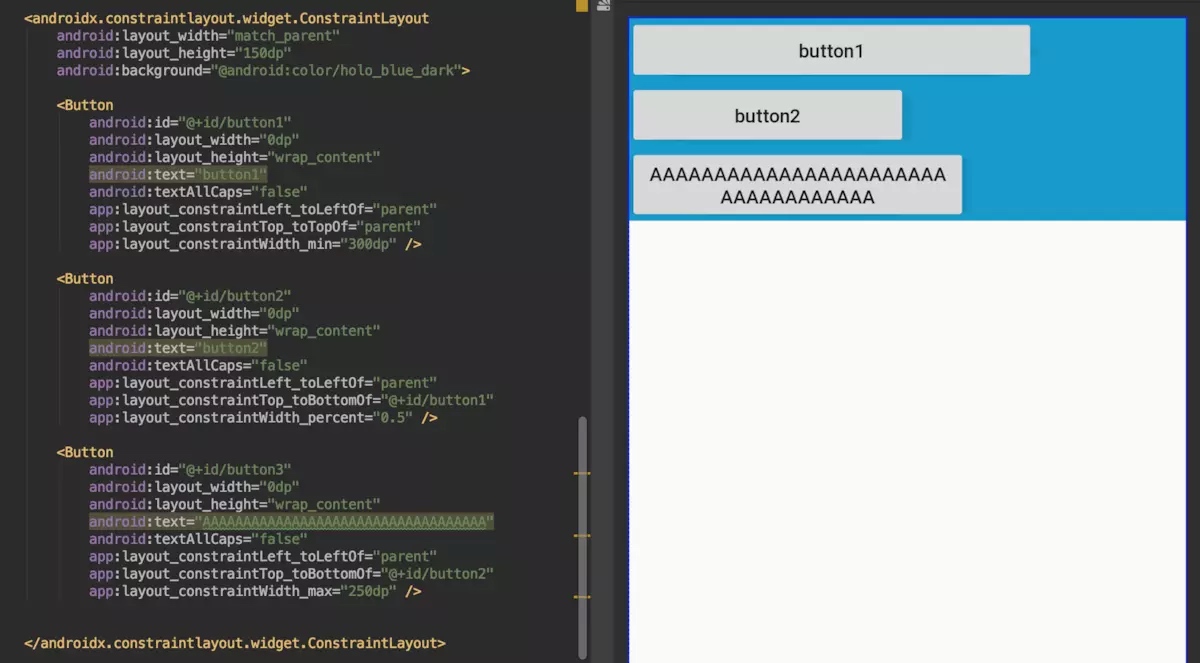 <androidx.constraintlayout.widget.ConstraintLayout
android:layout_width="match_parent"
android:layout_height="150dp"
android:background="@android:color/holo_blue_dark">
<Button
android:id="@+id/button1"
android:layout_width="0dp"
android:layout_height="wrap_content"
android:text="button1"
android:textAllCaps="false"
app:layout_constraintLeft_toLeftOf="parent"
app:layout_constraintTop_toTopOf="parent"
app:layout_constraintWidth_min="300dp" />
<Button
android:id="@+id/button2"
android:layout_width="0dp"
android:layout_height="wrap_content"
android:text="button2"
android:textAllCaps="false"
app:layout_constraintLeft_toLeftOf="parent"
app:layout_constraintTop_toBottomOf="@+id/button1"
app:layout_constraintWidth_percent="0.5" />
<Button
android:id="@+id/button3"
android:layout_width="0dp"
android:layout_height="wrap_content"
android:text="AAAAAAAAAAAAAAAAAAAAAAAAAAAAAAAAAAA"
android:textAllCaps="false"
app:layout_constraintLeft_toLeftOf="parent"
app:layout_constraintTop_toBottomOf="@+id/button2"
app:layout_constraintWidth_max="250dp" />
</androidx.constraintlayout.widget.ConstraintLayout>
button1
button2
AAAAAAAAAAAAAAAAAAAAAAA
AAAAAAAAAAAA